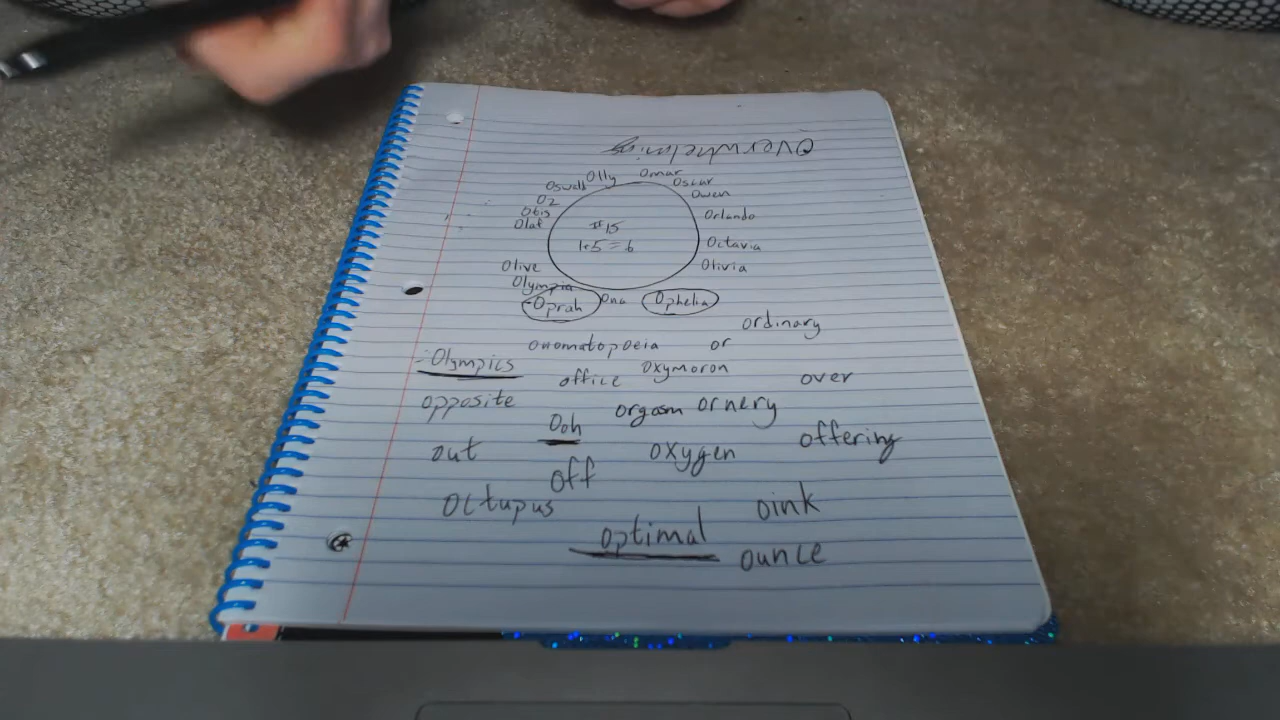 Overwhelming
Olly Omar
Oswald Oscar
Oz Owen
Otis Orlando
Olaf #15
1+5=6 Octavia
Olive Olivia
Olympia
Oprah Ona Ophelia
ordinary
onomatopoeia or
Olympics oxymoron
office over
opposite orgasm ornery
Ooh offering
out oxygen
off
Octupus oink
optimal
ounce